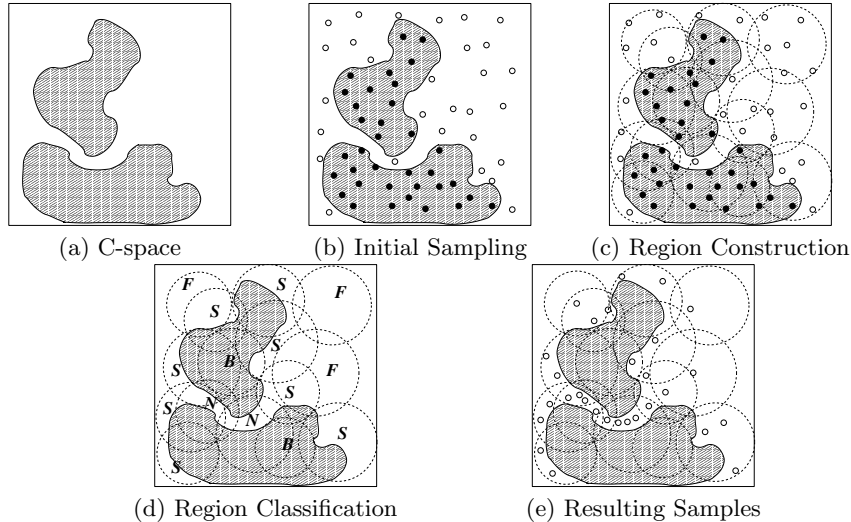 (a) C-space
(b) Initial Sampling
(c) Region Construction
F
S
F
S
S
S
B
F
S
S
N
N
S
B
S
(d) Region Classification
(e) Resulting Samples